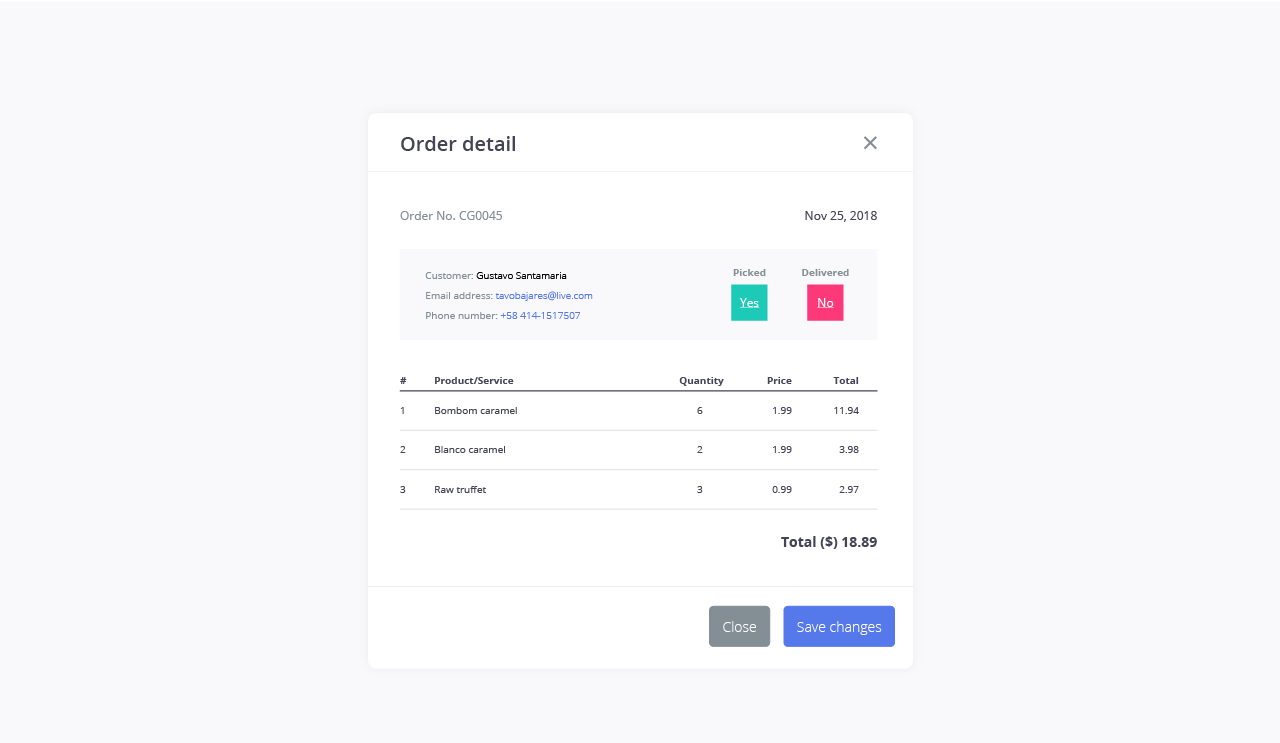 Order detail ✕
Order No. CG0045 Nov 25, 2018
Picked Delivered
Customer: Gustavo Santamaria
Email address: tavobajares@live.com
Yes No
Phone number: +58 414-1517507
# Product/Service Quantity Price Total
1 Bombom caramel 6 1.99 11.94
2 Blanco caramel 2 1.99 3.98
3 Raw truffet 3 0.99 2.97
Total ($) 18.89
Close Save changes